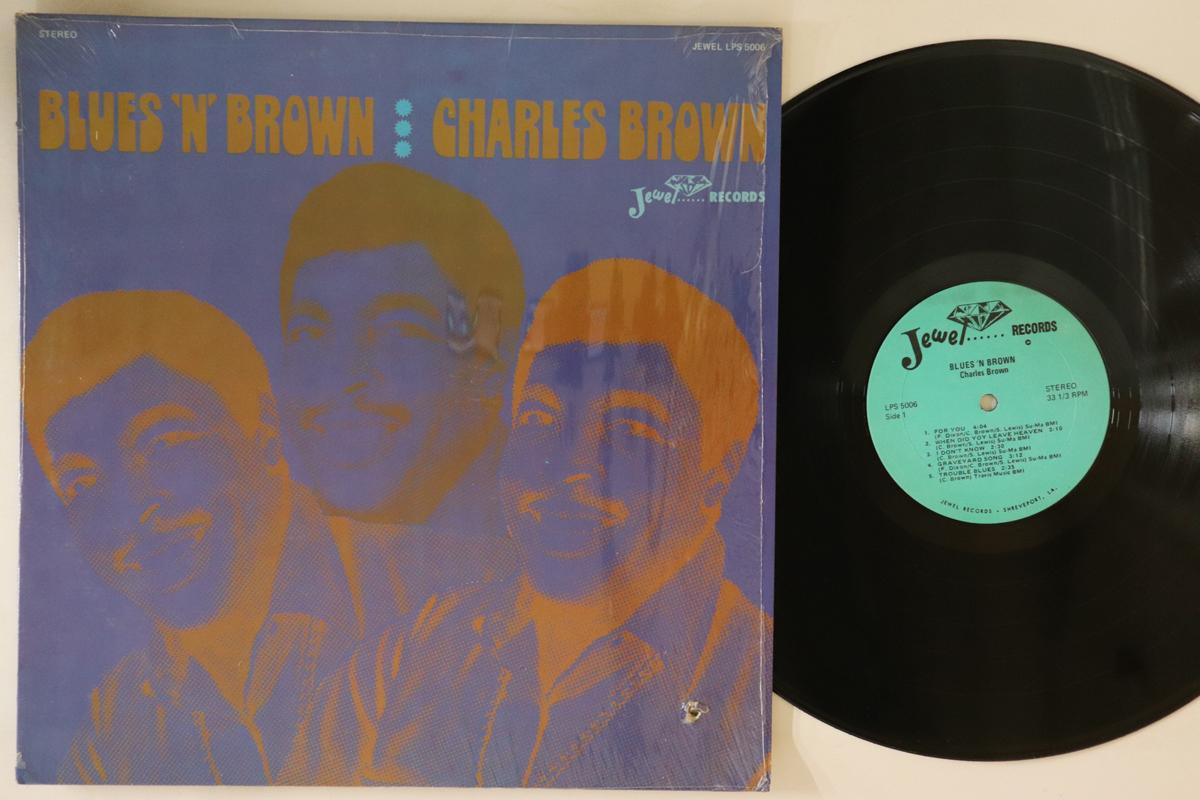 STEREO
JEWEL LPS 5006
BLUES 'N' BROWN CHARLES BROWN
Jewel...... RECORDS
Jewel...... RECORDS
BLUES 'N BROWN
Charles Brown
LPS 5006
Side 1
STEREO
33 1/3 RPM
1. FOR YOU 4:04
(F. Dixon/C. Brown/S. Lewis) Su-Ma BMI
2. WHEN DID YOY LEAVE HEAVEN 3:10
(C. Brown/S. Lewis) Su-Ma BMI
3. I DON'T KNOW 2:30
(C. Brown/S. Lewis) Su-Ma BMI
4. GRAVEYARD SONG 3:12
(F. Dixon/C. Brown/S. Lewis) Su-Ma BMI
5. TROUBLE BLUES 2:35
(C. Brown) Travis Music BMI
JEWEL RECORDS • SHREVEPORT, LA.